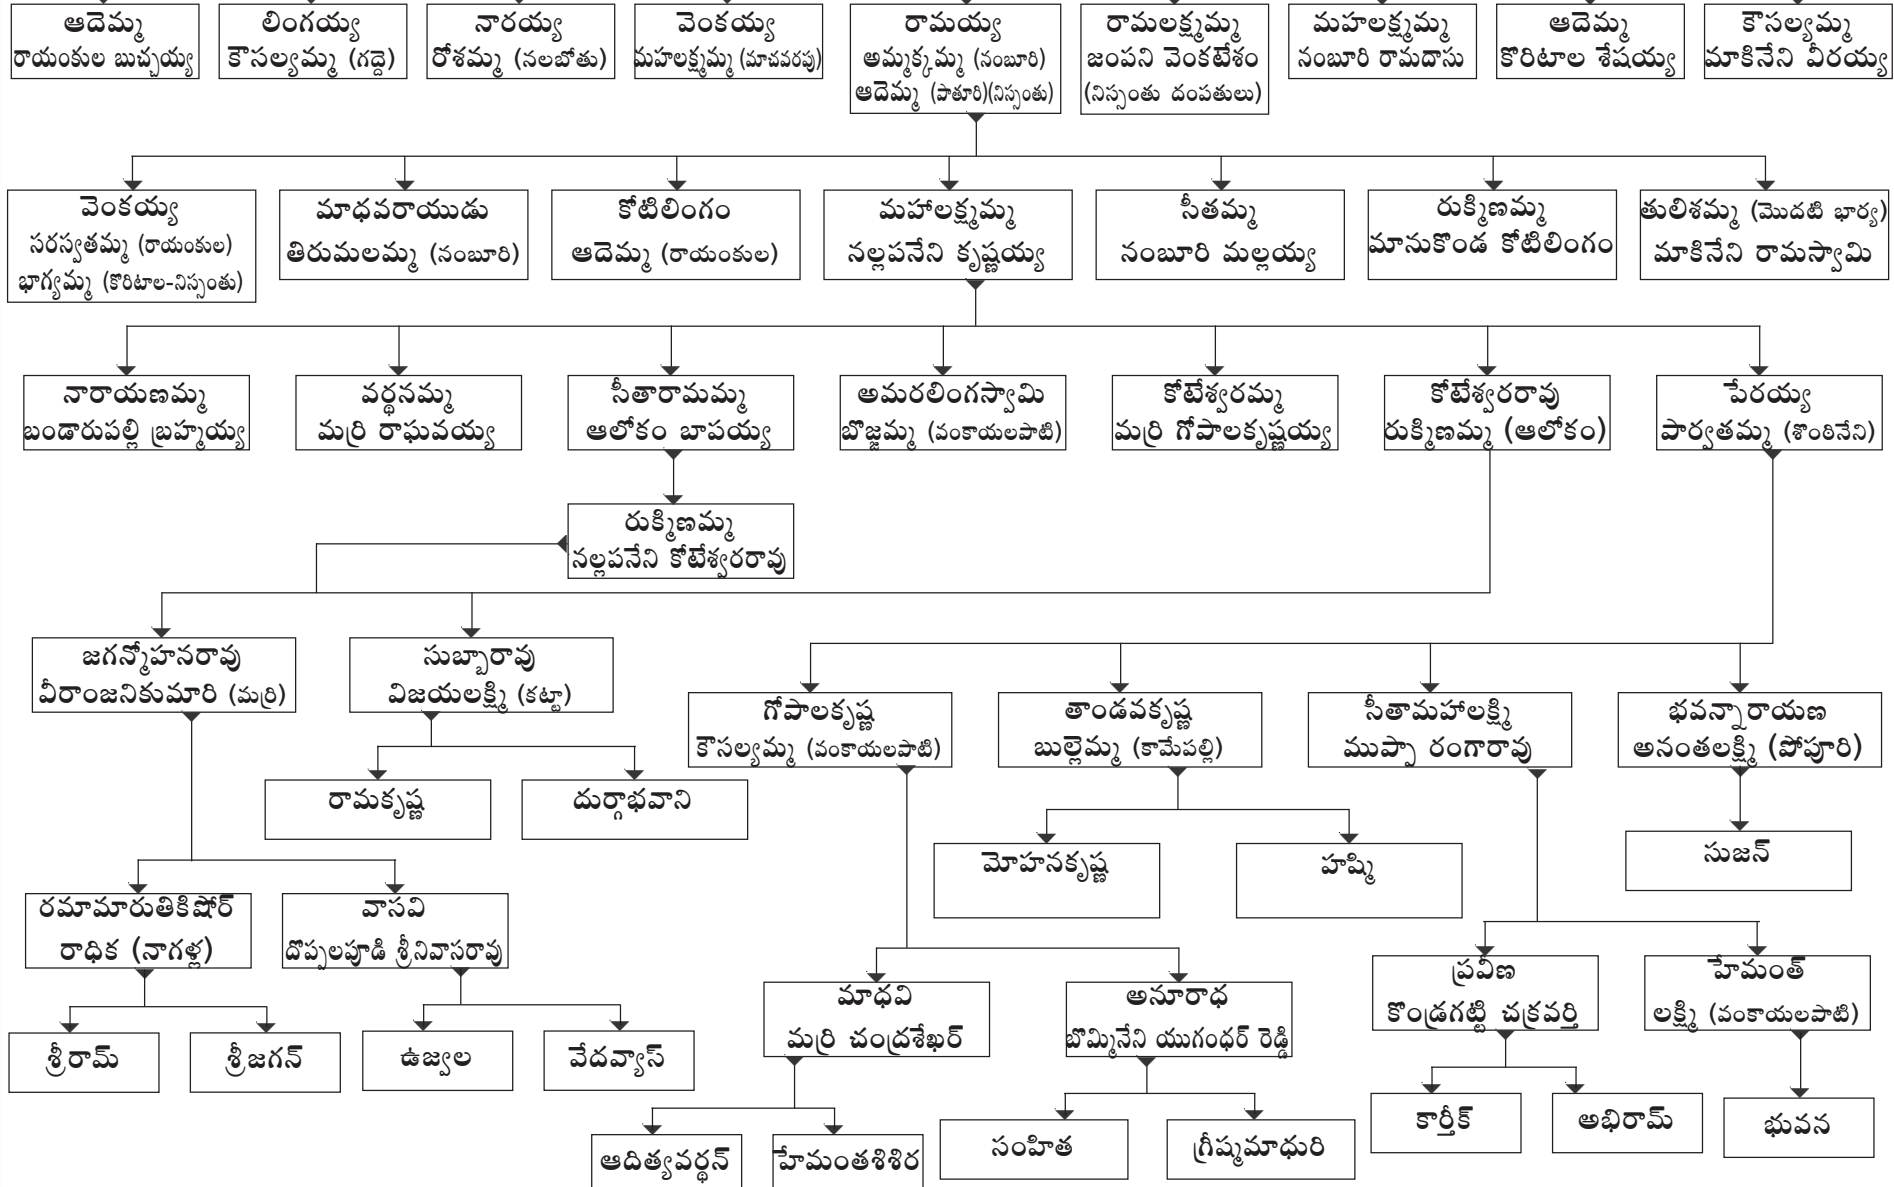 ఆదెమ్మ
రాయంకుల బుచ్చయ్య
లింగయ్య
కౌసల్యమ్మ (గద్దె)
నారయ్య
రోశమ్మ (నలబోతు)
వెంకయ్య
మహలక్ష్మమ్మ (మాచవరపు)
రామయ్య
అమ్మక్కమ్మ (నంబూరి)
ఆదెమ్మ (పాతూరి)(నిస్సంతు)
రామలక్ష్మమ్మ
జంపని వెంకటేశం
(నిస్సంతు దంపతులు)
మహలక్ష్మమ్మ
నంబూరి రామదాసు
ఆదెమ్మ
కొరిటాల శేషయ్య
కౌసల్యమ్మ
మాకినేని వీరయ్య
వెంకయ్య
సరస్వతమ్మ (రాయంకుల)
భాగ్యమ్మ (కొరిటాల-నిస్సంతు)
మాధవరాయుడు
తిరుమలమ్మ (నంబూరి)
కోటిలింగం
ఆదెమ్మ (రాయంకుల)
మహాలక్ష్మమ్మ
నల్లపనేని కృష్ణయ్య
సీతమ్మ
నంబూరి మల్లయ్య
రుక్మిణమ్మ
మానుకొండ కోటిలింగం
తులిశమ్మ (మొదటి భార్య)
మాకినేని రామస్వామి
నారాయణమ్మ
బండారుపల్లి బ్రహ్మయ్య
వర్థనమ్మ
మర్రి రాఘవయ్య
సీతారామమ్మ
ఆలోకం బాపయ్య
అమరలింగస్వామి
బొజ్జమ్మ (వంకాయలపాటి)
కోటేశ్వరమ్మ
మర్రి గోపాలకృష్ణయ్య
కోటేశ్వరరావు
రుక్మిణమ్మ (ఆలోకం)
పేరయ్య
పార్వతమ్మ (శొంఠినేని)
రుక్మిణమ్మ
నల్లపనేని కోటేశ్వరరావు
జగన్మోహనరావు
వీరాంజనికుమారి (మర్రి)
సుబ్బారావు
విజయలక్ష్మి (కట్టా)
గోపాలకృష్ణ
కౌసల్యమ్మ (వంకాయలపాటి)
తాండవకృష్ణ
బుల్లెమ్మ (కామేపల్లి)
సీతామహాలక్ష్మి
ముప్పా రంగారావు
భవన్నారాయణ
అనంతలక్ష్మి (పోపూరి)
రామకృష్ణ
దుర్గాభవాని
మోహనకృష్ణ
హష్మి
సుజన్
రమామారుతికిషోర్
రాధిక (నాగళ్ల)
వాసవి
దొప్పలపూడి శ్రీనివాసరావు
మాధవి
మర్రి చంద్రశేఖర్
అనూరాధ
బొమ్మినేని యుగంధర్ రెడ్డి
ప్రవీణ
కొండ్రగట్టి చక్రవర్తి
హేమంత్
లక్ష్మి (వంకాయలపాటి)
శ్రీరామ్
శ్రీజగన్
ఉజ్వల
వేదవ్యాస్
ఆదిత్యవర్థన్
హేమంతశిశిర
సంహిత
గ్రీష్మమాధురి
కార్తీక్
అభిరామ్
భువన